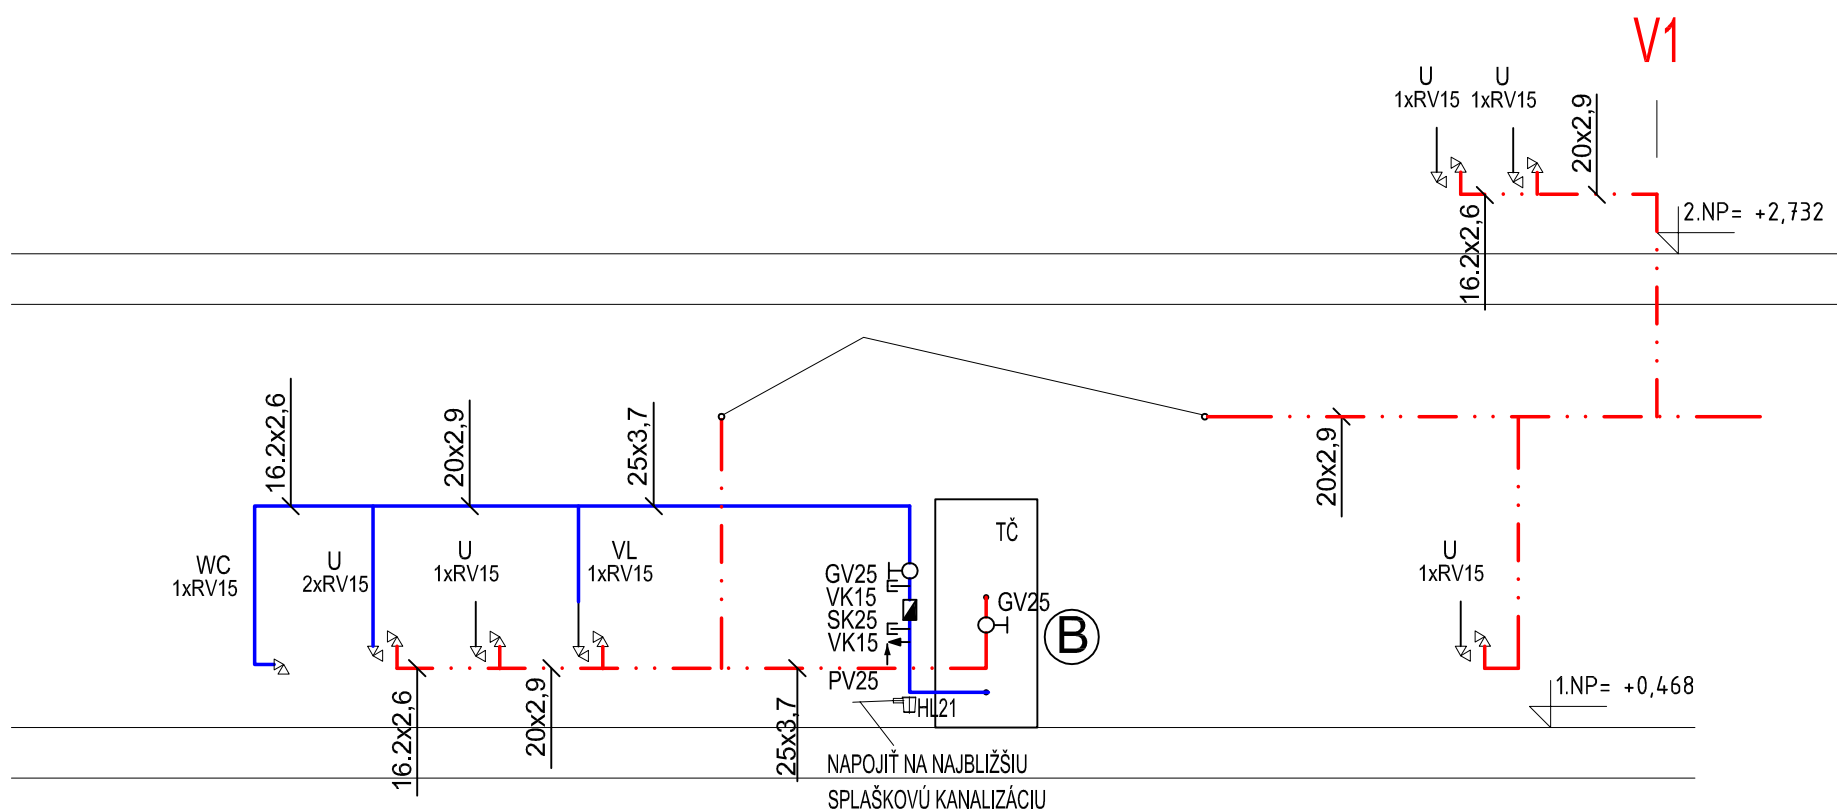 V1
U
1xRV15
U
1xRV15
20x2,9
16.2x2,6
2.NP= +2,732
16.2x2,6
20x2,9
25x3,7
20x2,9
WC
1xRV15
U
2xRV15
U
1xRV15
VL
1xRV15
GV25
VK15
SK25
VK15
PV25
TČ
GV25
B
HL21
U
1xRV15
1.NP= +0,468
16.2x2,6
20x2,9
25x3,7
NAPOJIŤ NA NAJBLIŽŠIU
SPLAŠKOVÚ KANALIZÁCIU